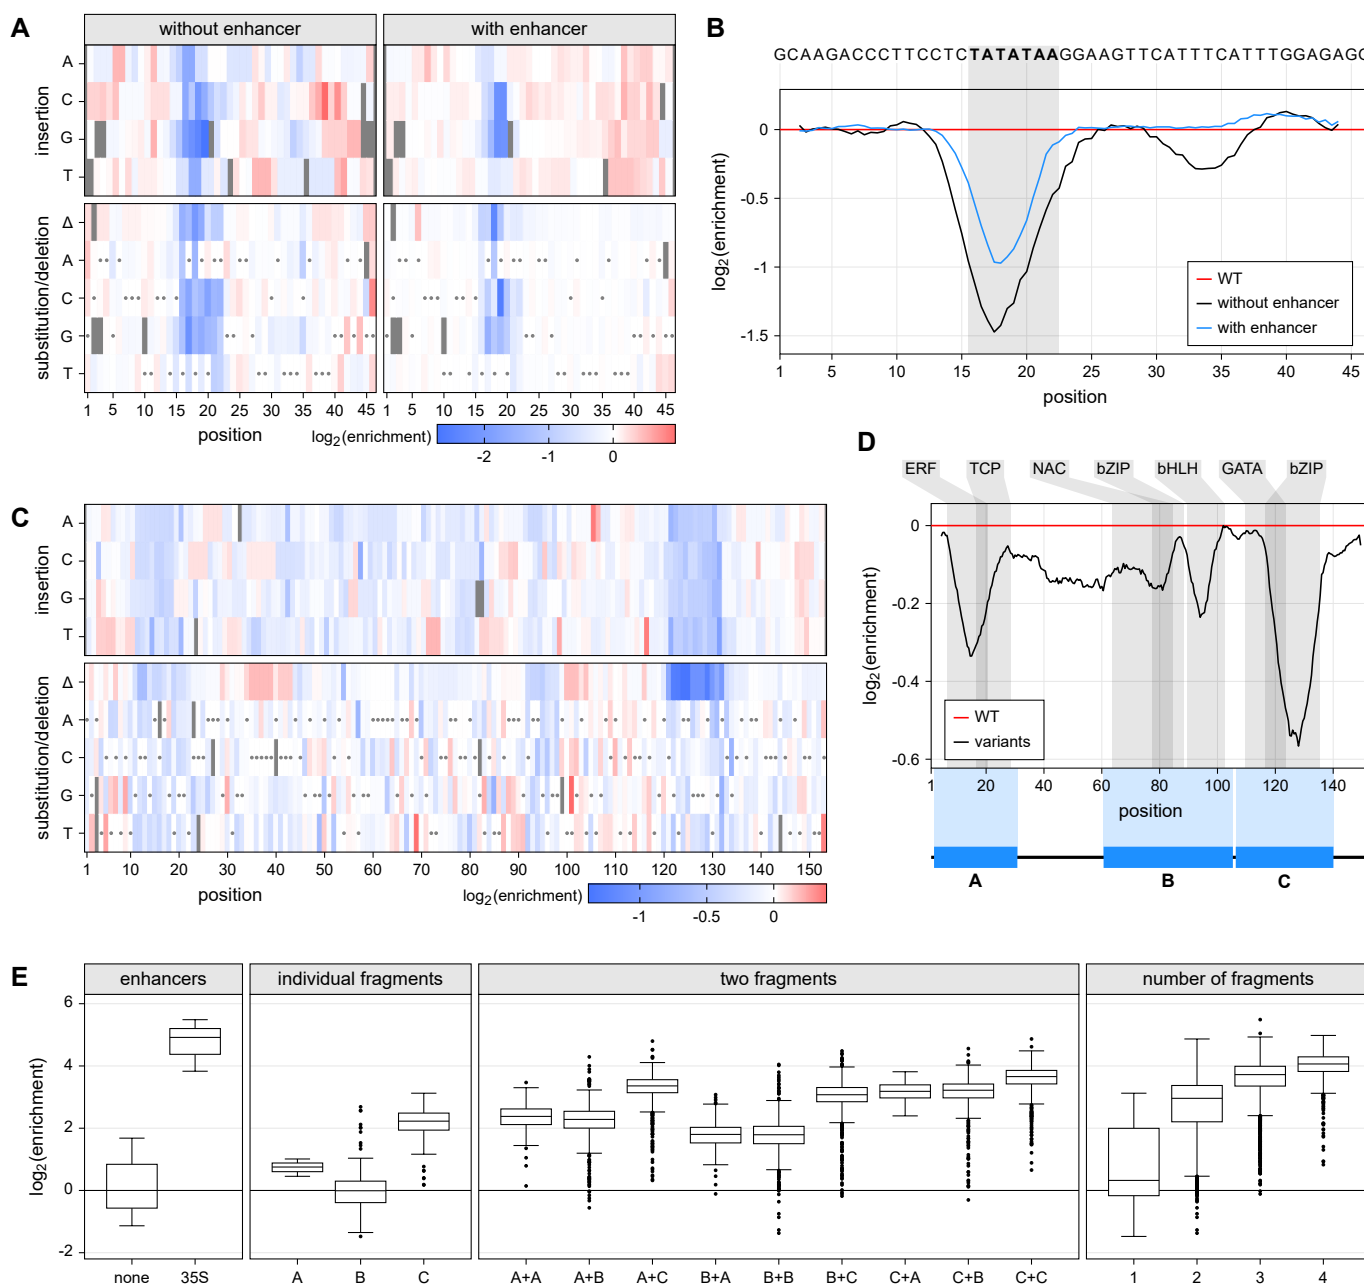 A
without enhancer
with enhancer
insertion
A
C
G
T
substitution/deletion
Δ
A
C
G
T
1 5 10 15 20 25 30 35 40 45
1 5 10 15 20 25 30 35 40 45
position
log2(enrichment)
-2 -1 0
B
GCAAGACCCTTCCTCTATATAAGGAAGTTCATTTCATTTGGAGAGC
log2(enrichment)
0
-0.5
-1
-1.5
WT
without enhancer
with enhancer
1 5 10 15 20 25 30 35 40 45
position
C
insertion
A
C
G
T
substitution/deletion
Δ
A
C
G
T
1 10 20 30 40 50 60 70 80 90 100 110 120 130 140 150
position
log2(enrichment)
-1 -0.5 0
D
ERF TCP NAC bZIP bHLH GATA bZIP
log2(enrichment)
0
-0.2
-0.4
-0.6
WT
variants
1 20 40 60 80 100 120 140
position
A B C
E
enhancers
individual fragments
two fragments
number of fragments
log2(enrichment)
6
4
2
0
-2
none 35S
A B C
A+A A+B A+C B+A B+B B+C C+A C+B C+C
1 2 3 4